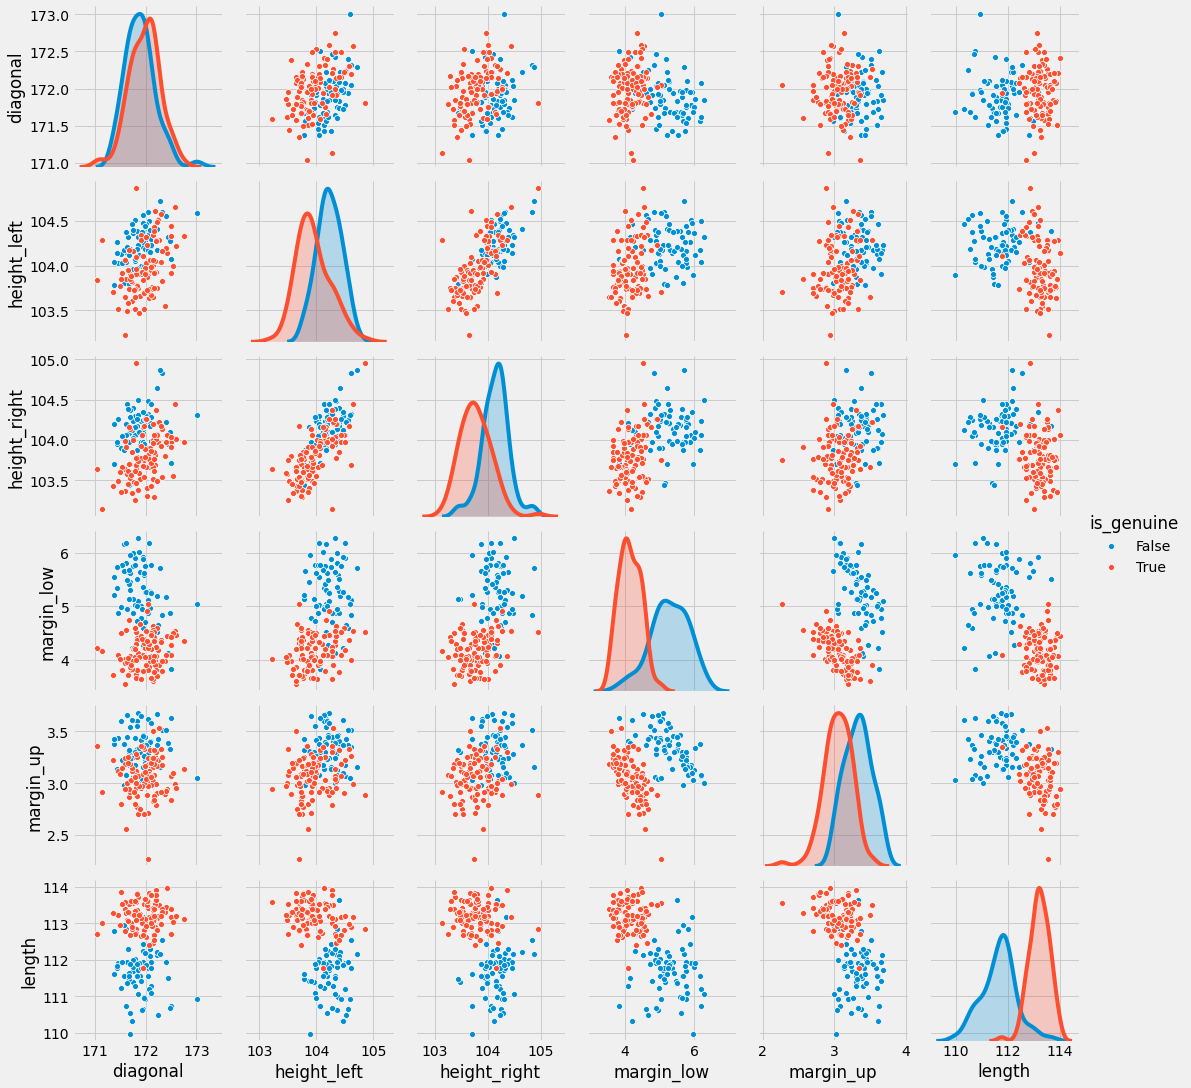 173.0
172.5
172.0
171.5
171.0
diagonal
104.5
104.0
103.5
height_left
105.0
104.5
104.0
103.5
height_right
6
5
4
margin_low
3.5
3.0
2.5
margin_up
114
113
112
111
110
length
171 172 173
diagonal
103 104 105
height_left
103 104 105
height_right
4 6
margin_low
2 3 4
margin_up
110 112 114
length
is_genuine
False
True